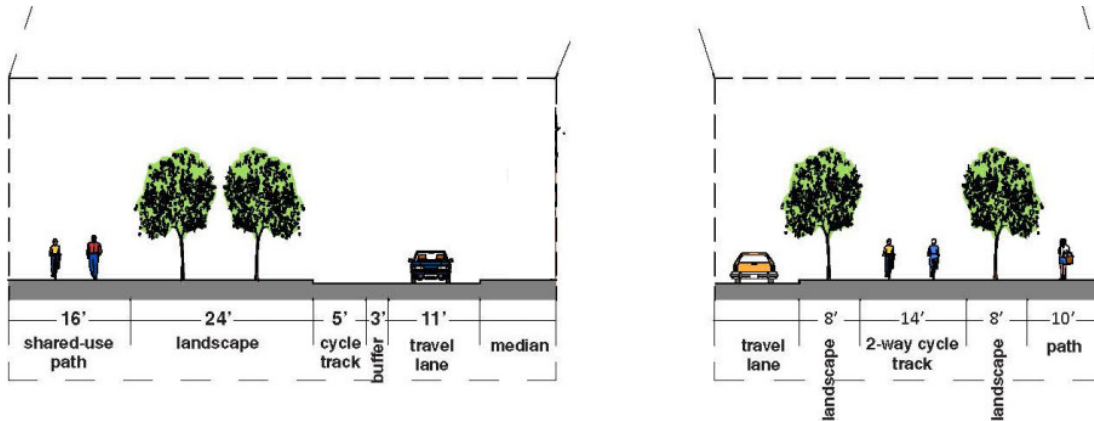 16' 24' 5' 3' 11'
shared-use
path
landscape
cycle
track
buffer
travel
lane
median
8' 14' 8' 10'
travel
lane
landscape
2-way cycle
track
landscape
path